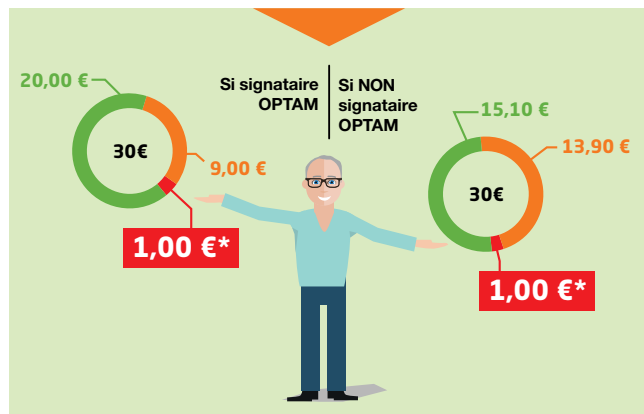 Si signataire
OPTAM
20,00 €
30€
9,00 €
1,00 €*
Si NON
signataire
OPTAM
15,10 €
13,90 €
30€
1,00 €*